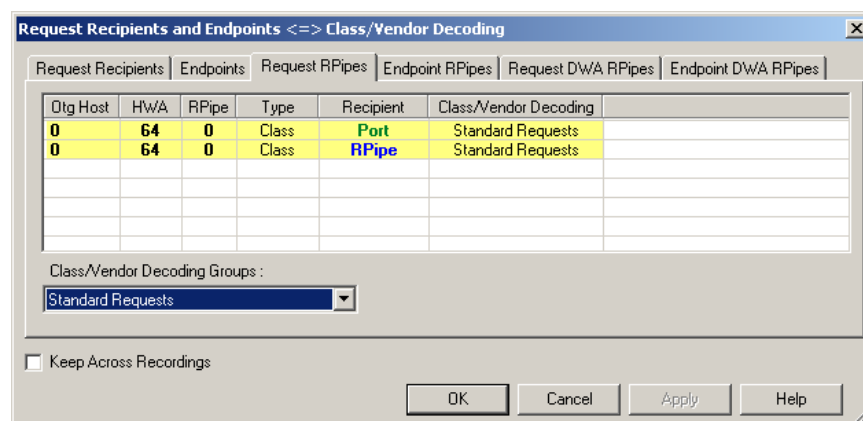 Request Recipients and Endpoints <=> Class/Vendor Decoding
Request Recipients Endpoints Request RPipes Endpoint RPipes Request DWA RPipes Endpoint DWA RPipes
Otg Host HWA RPipe Type Recipient Class/Vendor Decoding
0 64 0 Class Port Standard Requests
0 64 0 Class RPipe Standard Requests
Class/Vendor Decoding Groups :
Standard Requests
Keep Across Recordings
OK Cancel Apply Help